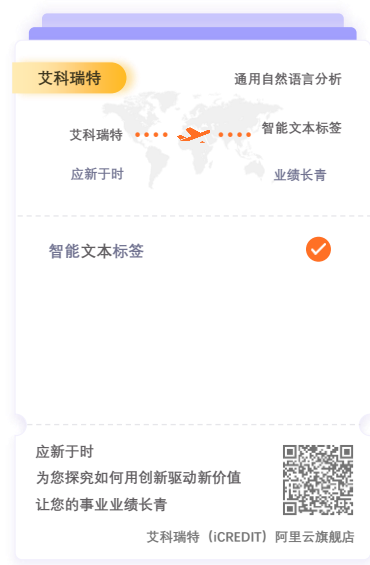 艾科瑞特
通用自然语言分析
艾科瑞特
智能文本标签
应新于时
业绩长青
智能文本标签
应新于时
为您探究如何用创新驱动新价值
让您的事业业绩长青
艾科瑞特（iCREDIT）阿里云旗舰店